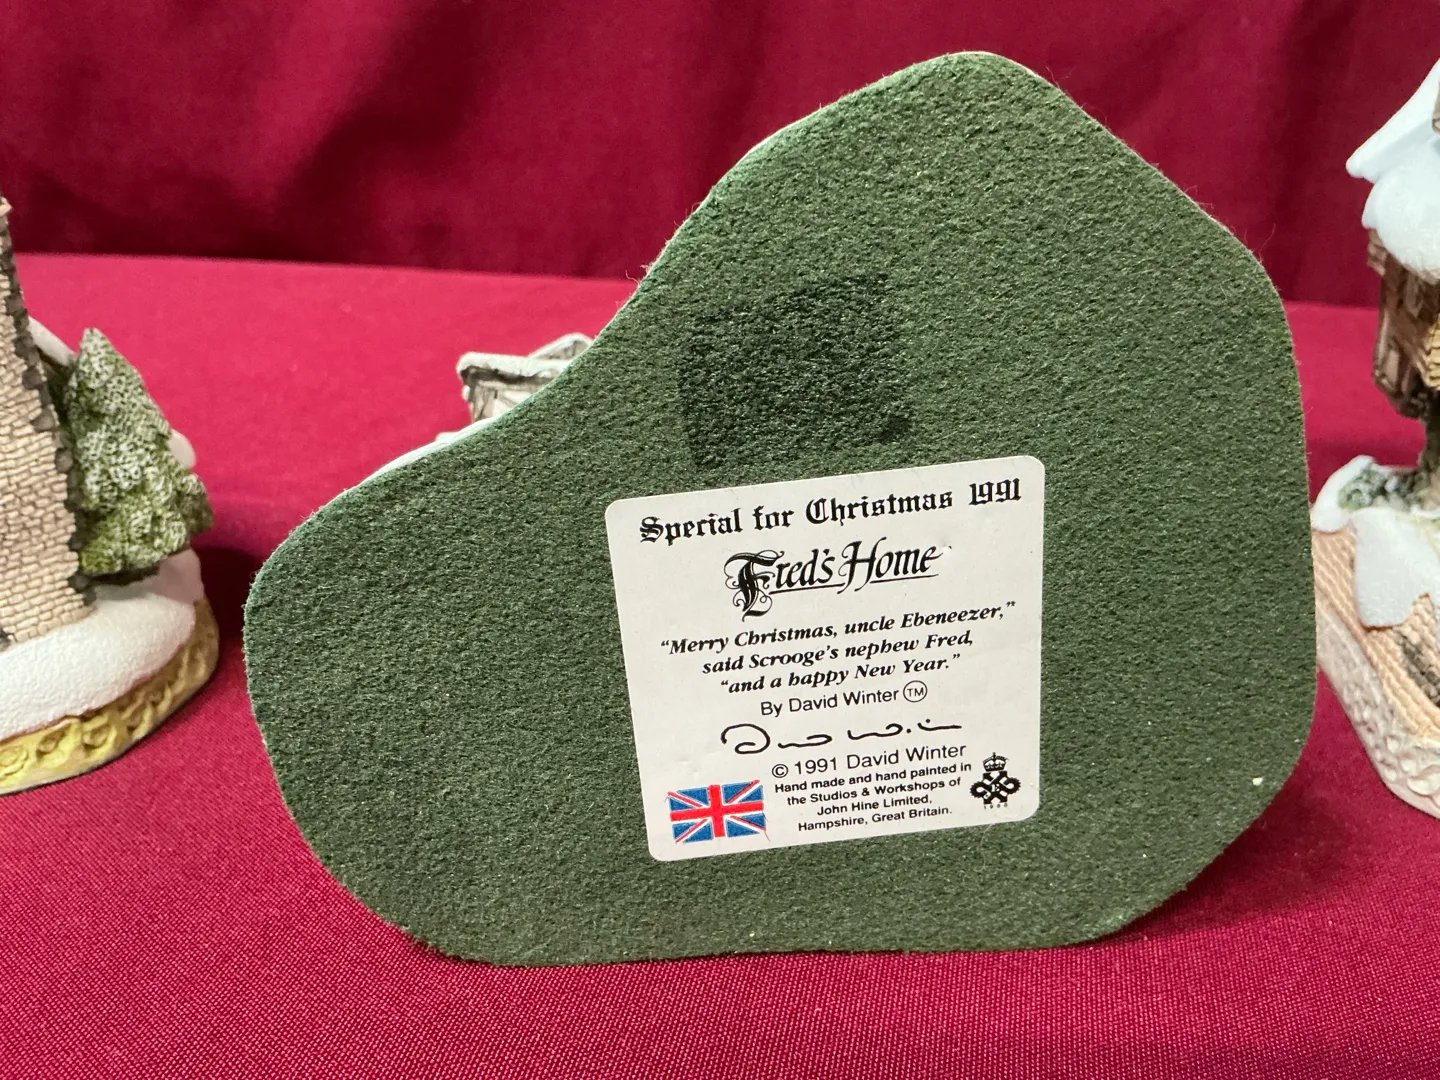 Special for Christmas 1991
Fred's Home
“Merry Christmas, uncle Ebeneezer,”
said Scrooge's nephew Fred,
“and a happy New Year.”
By David Winter TM
© 1991 David Winter
Hand made and hand painted in
the Studios & Workshops of
John Hine Limited,
Hampshire, Great Britain.